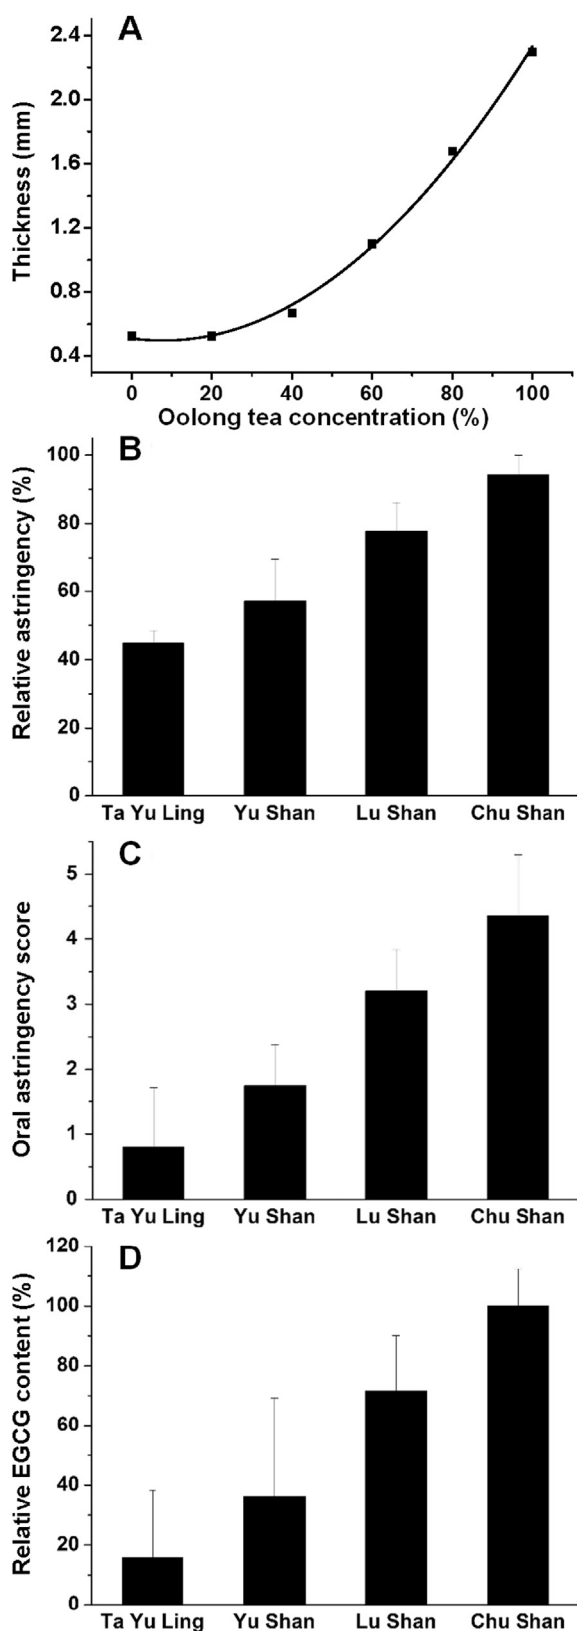 A
Thickness (mm)
2.4
2.0
1.6
1.2
0.8
0.4
0 20 40 60 80 100
Oolong tea concentration (%)
B
Relative astringency (%)
100
80
60
40
20
0
Ta Yu Ling Yu Shan Lu Shan Chu Shan
C
Oral astringency score
5
4
3
2
1
0
Ta Yu Ling Yu Shan Lu Shan Chu Shan
D
Relative EGCG content (%)
120
100
80
60
40
20
0
Ta Yu Ling Yu Shan Lu Shan Chu Shan